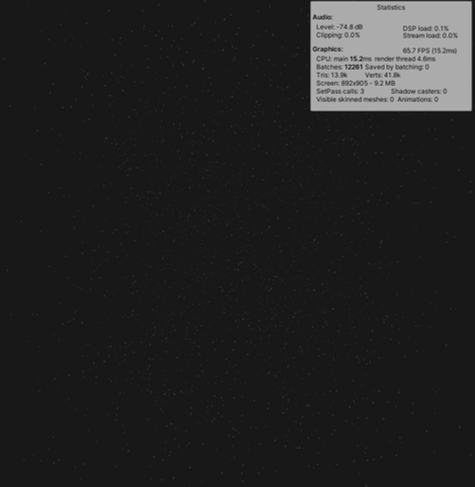 Statistics
Audio:
Level: -74.8 dB DSP load: 0.1%
Clipping: 0.0% Stream load: 0.0%
Graphics: 65.7 FPS (15.2ms)
CPU: main 15.2ms render thread 4.6ms
Batches: 12261 Saved by batching: 0
Tris: 13.9k Verts: 41.8k
Screen: 892x905 - 9.2 MB
SetPass calls: 3 Shadow casters: 0
Visible skinned meshes: 0 Animations: 0